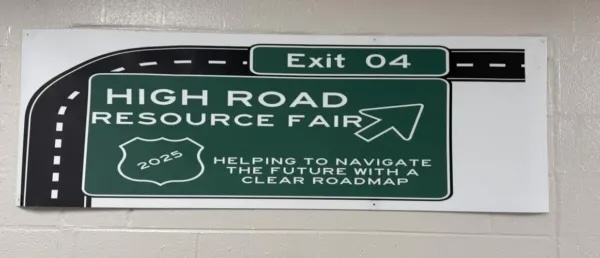 Exit 04
HIGH ROAD
RESOURCE FAIR
2025
HELPING TO NAVIGATE
THE FUTURE WITH A
CLEAR ROADMAP